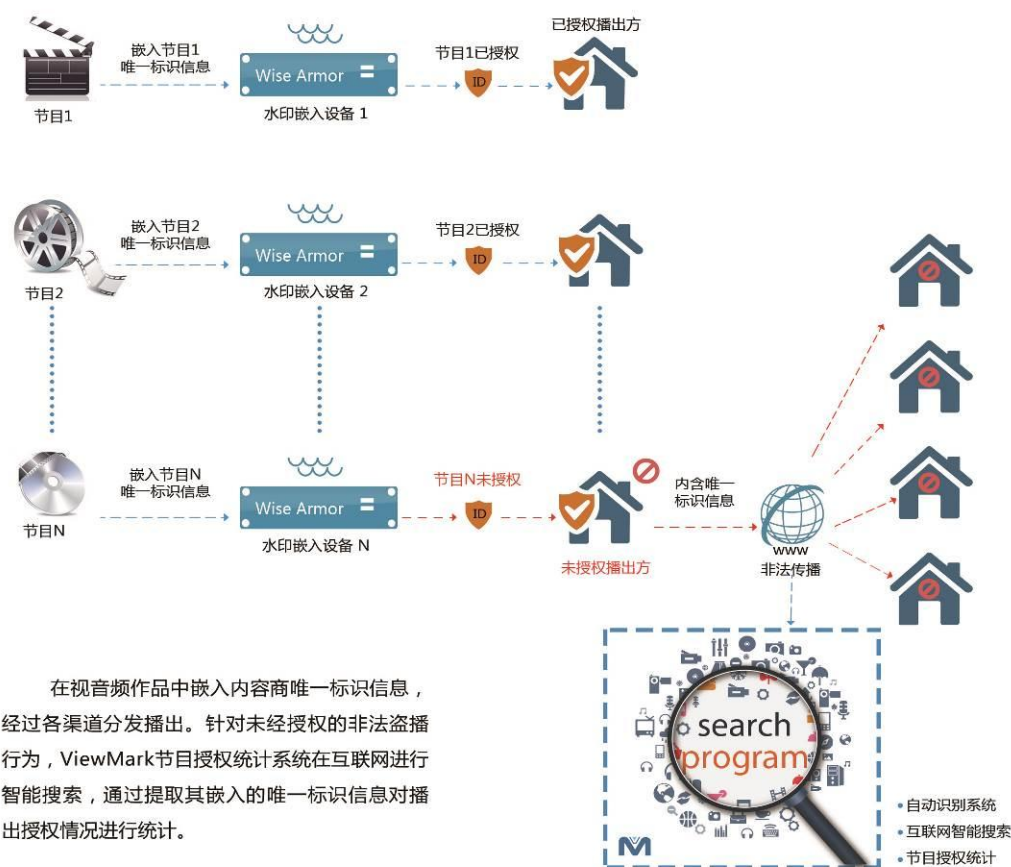 已授权播出方
嵌入节目1
唯一标识信息
节目1已授权
Wise Armor
ID
节目1
水印嵌入设备 1
嵌入节目2
唯一标识信息
节目2已授权
Wise Armor
ID
节目2
水印嵌入设备 2
嵌入节目N
唯一标识信息
节目N未授权
内含唯一
标识信息
Wise Armor
ID
节目N
水印嵌入设备 N
未授权播出方
www
非法传播
在视音频作品中嵌入内容商唯一标识信息，
经过各渠道分发播出。针对未经授权的非法盗播
行为，ViewMark节目授权统计系统在互联网进行
智能搜索，通过提取其嵌入的唯一标识信息对播
出授权情况进行统计。
search
program
•自动识别系统
•互联网智能搜索
•节目授权统计